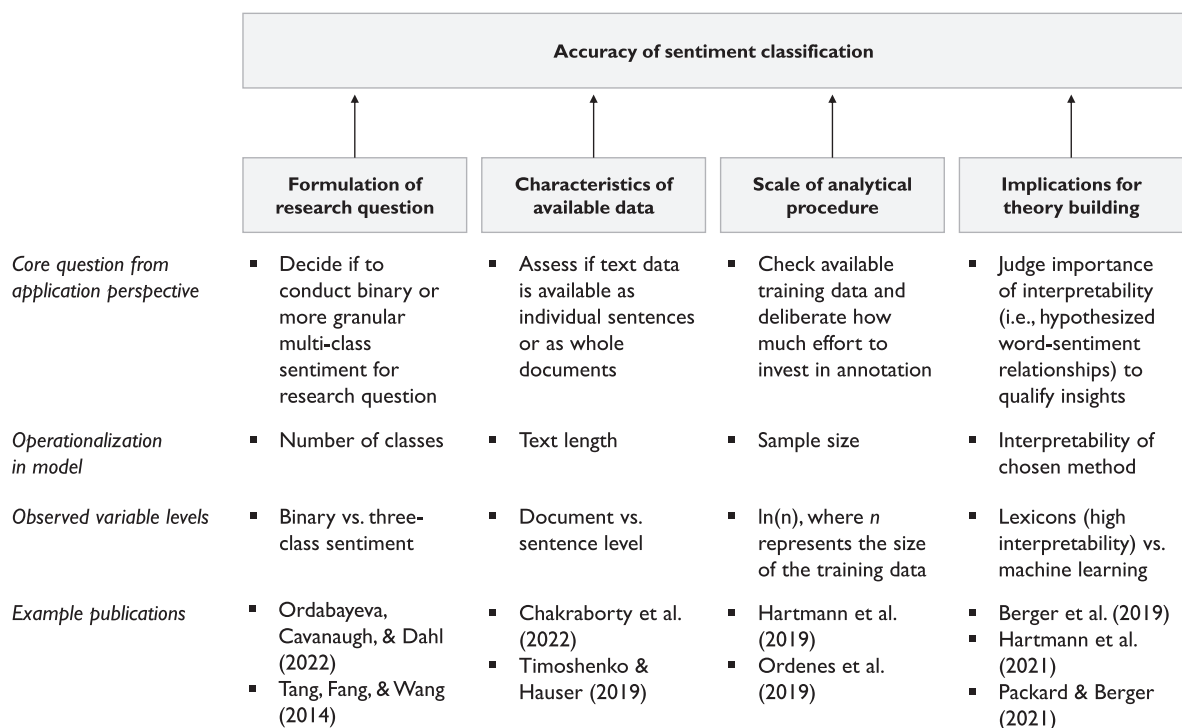 Accuracy of sentiment classification
Formulation of
research question
Characteristics of
available data
Scale of analytical
procedure
Implications for
theory building
Core question from
application perspective
▪ Decide if to
conduct binary or
more granular
multi-class
sentiment for
research question
▪ Assess if text data
is available as
individual sentences
or as whole
documents
▪ Check available
training data and
deliberate how
much effort to
invest in annotation
▪ Judge importance
of interpretability
(i.e., hypothesized
word-sentiment
relationships) to
qualify insights
Operationalization
in model
▪ Number of classes
▪ Text length
▪ Sample size
▪ Interpretability of
chosen method
Observed variable levels
▪ Binary vs. three-
class sentiment
▪ Document vs.
sentence level
▪ ln(n), where n
represents the size
of the training data
▪ Lexicons (high
interpretability) vs.
machine learning
Example publications
▪ Ordabayeva,
Cavanaugh, & Dahl
(2022)
▪ Tang, Fang, & Wang
(2014)
▪ Chakraborty et al.
(2022)
▪ Timoshenko &
Hauser (2019)
▪ Hartmann et al.
(2019)
▪ Ordenes et al.
(2019)
▪ Berger et al. (2019)
▪ Hartmann et al.
(2021)
▪ Packard & Berger
(2021)